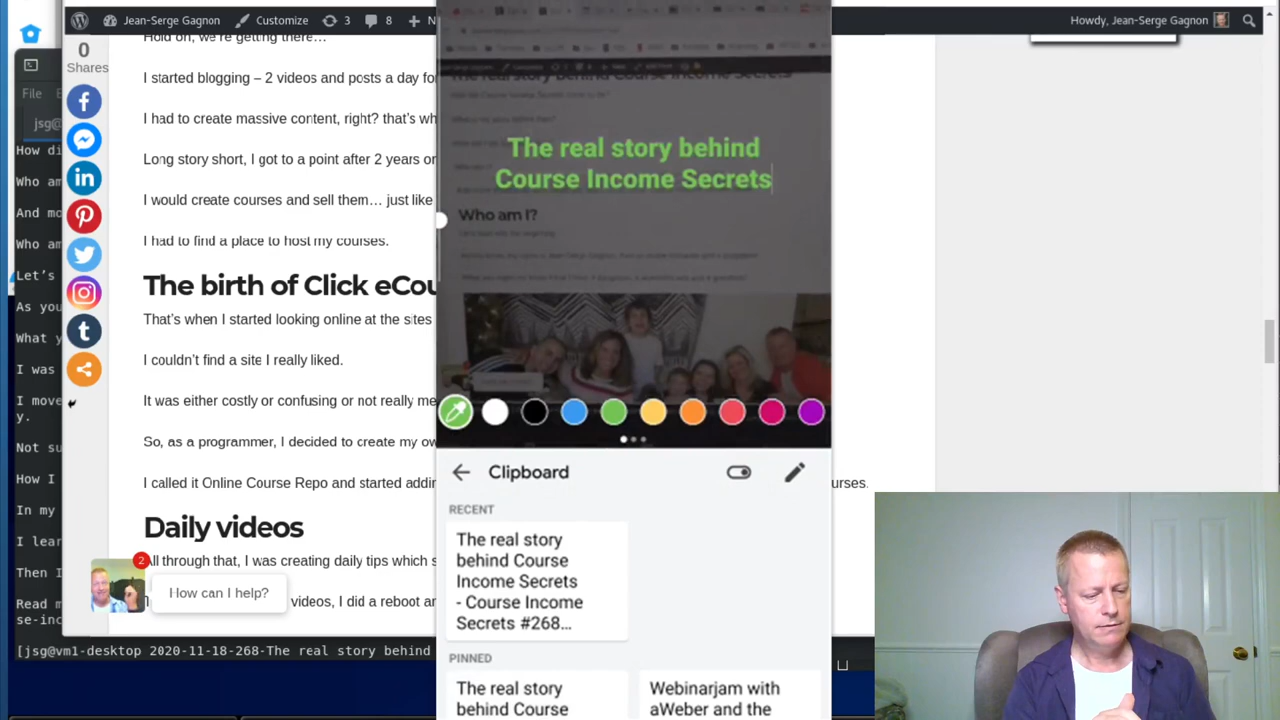 Jean-Serge Gagnon
Customize
3
8
Howdy, Jean-Serge Gagnon
0
Shares
Hold on, we're getting there…
I started blogging – 2 videos and posts a day for
I had to create massive content, right? that's wh
Long story short, I got to a point after 2 years or
I would create courses and sell them… just like
I had to find a place to host my courses.
The birth of Click eCou
That's when I started looking online at the sites
I couldn't find a site I really liked.
It was either costly or confusing or not really me
So, as a programmer, I decided to create my ow
I called it Online Course Repo and started addin
urses.
Daily videos
All through that, I was creating daily tips which s
videos, I did a reboot an
2
How can I help?
File
jsg@
How di
Who am
And mo
Who am
Let's
As you
What y
I was
I move
y.
Not su
How I
In my
I lear
Then I
Read m
se-inc
[jsg@vm1-desktop 2020-11-18-268-The real story behind
The real story behind
Course Income Secrets
Who am I?
Clipboard
RECENT
The real story
behind Course
Income Secrets
- Course Income
Secrets #268...
PINNED
The real story
behind Course
Webinarjam with
aWeber and the